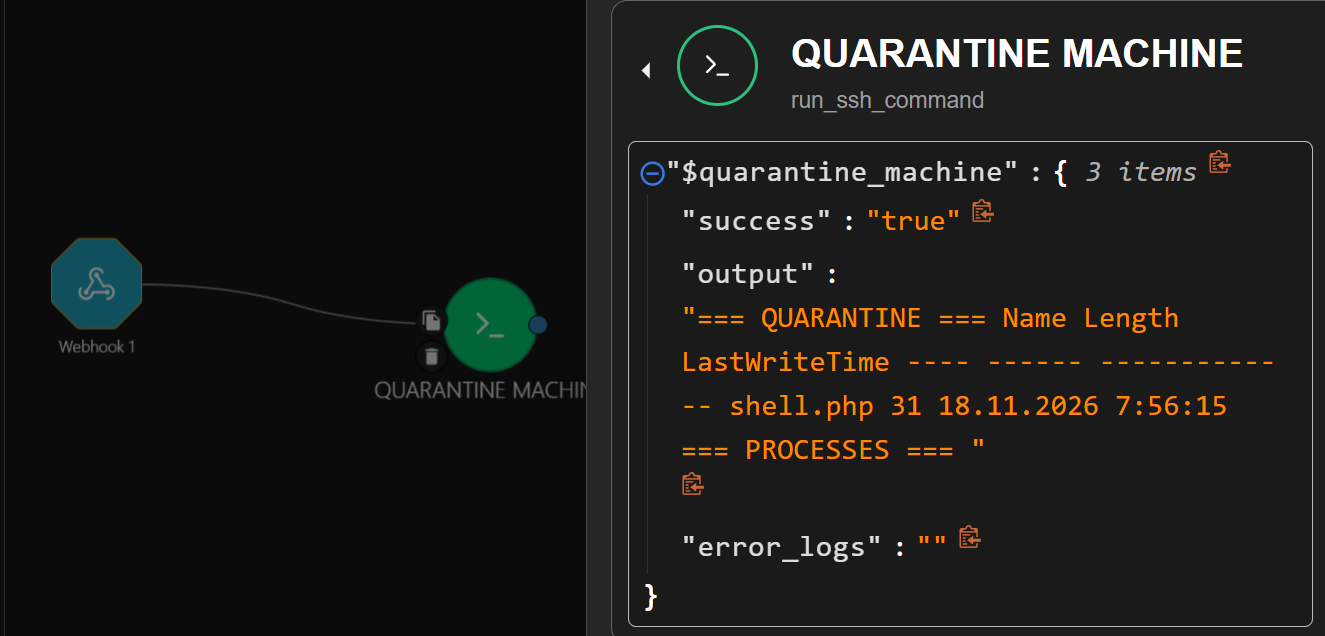 Webhook 1
QUARANTINE MACHIN
QUARANTINE MACHINE
run_ssh_command
"$quarantine_machine" : { 3 items
"success" : "true"
"output" :
"=== QUARANTINE === Name Length
LastWriteTime ---- ------ -----------
-- shell.php 31 18.11.2026 7:56:15
=== PROCESSES === "
"error_logs" : ""
}